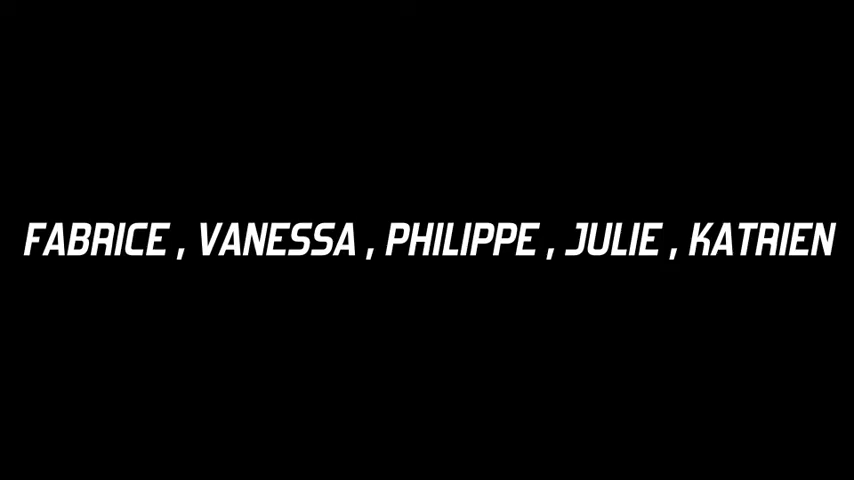 FABRICE , VANESSA , PHILIPPE , JULIE , KATRIEN